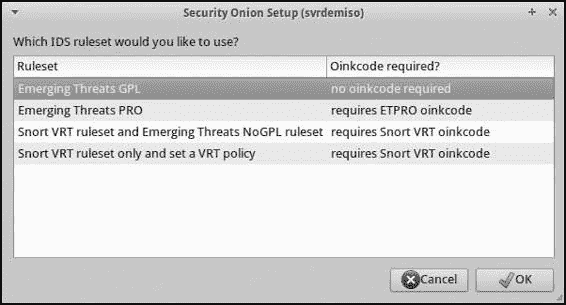 Security Onion Setup (svrdemiso)
Which IDS ruleset would you like to use?
Ruleset Oinkcode required?
Emerging Threats GPL no oinkcode required
Emerging Threats PRO requires ETPRO oinkcode
Snort VRT ruleset and Emerging Threats NoGPL ruleset requires Snort VRT oinkcode
Snort VRT ruleset only and set a VRT policy requires Snort VRT oinkcode
Cancel OK